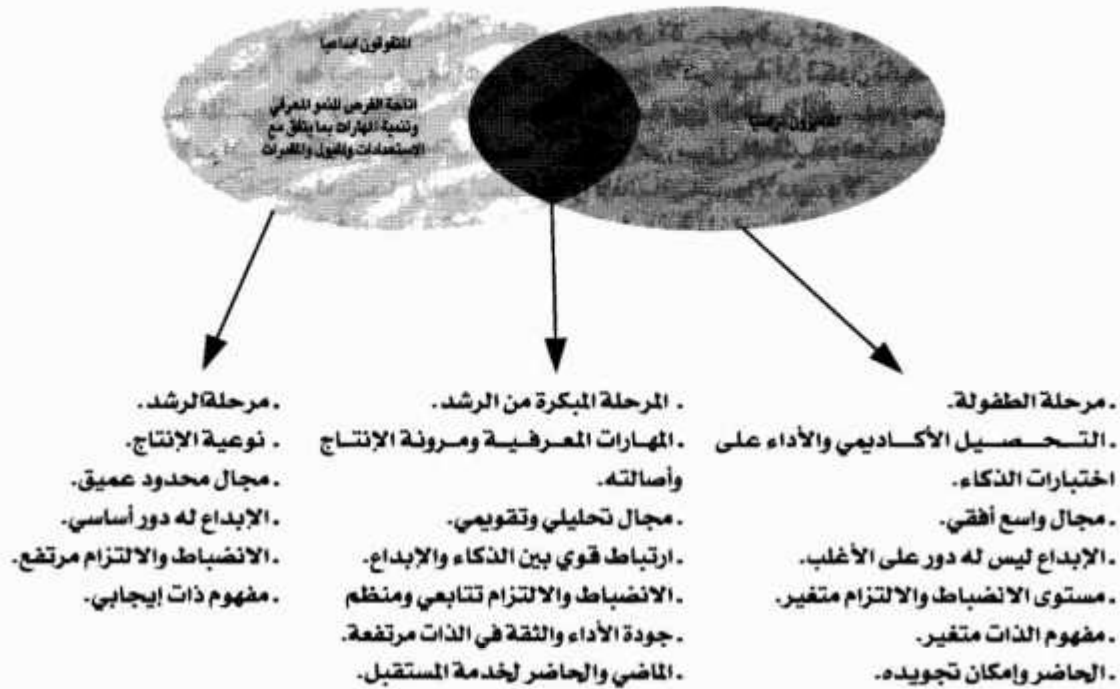 المتفوقون ابداعيا
اتاحة الفرص للنمو المعرفي
وتنمية المهارات بما يتفق مع
الاستعدادات والميول والقدرات
. مرحلة الطفولة.
. التحصيل الأكاديمي والأداء على
اختبارات الذكاء.
. مجال واسع أفقي.
. الإبداع ليس له دور على الأغلب.
. مستوى الانضباط والالتزام متغير.
. مفهوم الذات متغير.
. الحاضر وإمكان تجويده.
. المرحلة المبكرة من الرشد.
. المهارات المعرفية ومرونة الإنتاج
وأصالته.
. مجال تحليلي وتقويمي.
. ارتباط قوي بين الذكاء والإبداع.
. الانضباط والالتزام تتابعي ومنظم
. جودة الأداء والثقة في الذات مرتفعة.
. الماضي والحاضر لخدمة المستقبل.
. مرحلة الرشد.
. نوعية الإنتاج.
. مجال محدود عميق.
. الإبداع له دور أساسي.
. الانضباط والالتزام مرتفع.
. مفهوم ذات إيجابي.